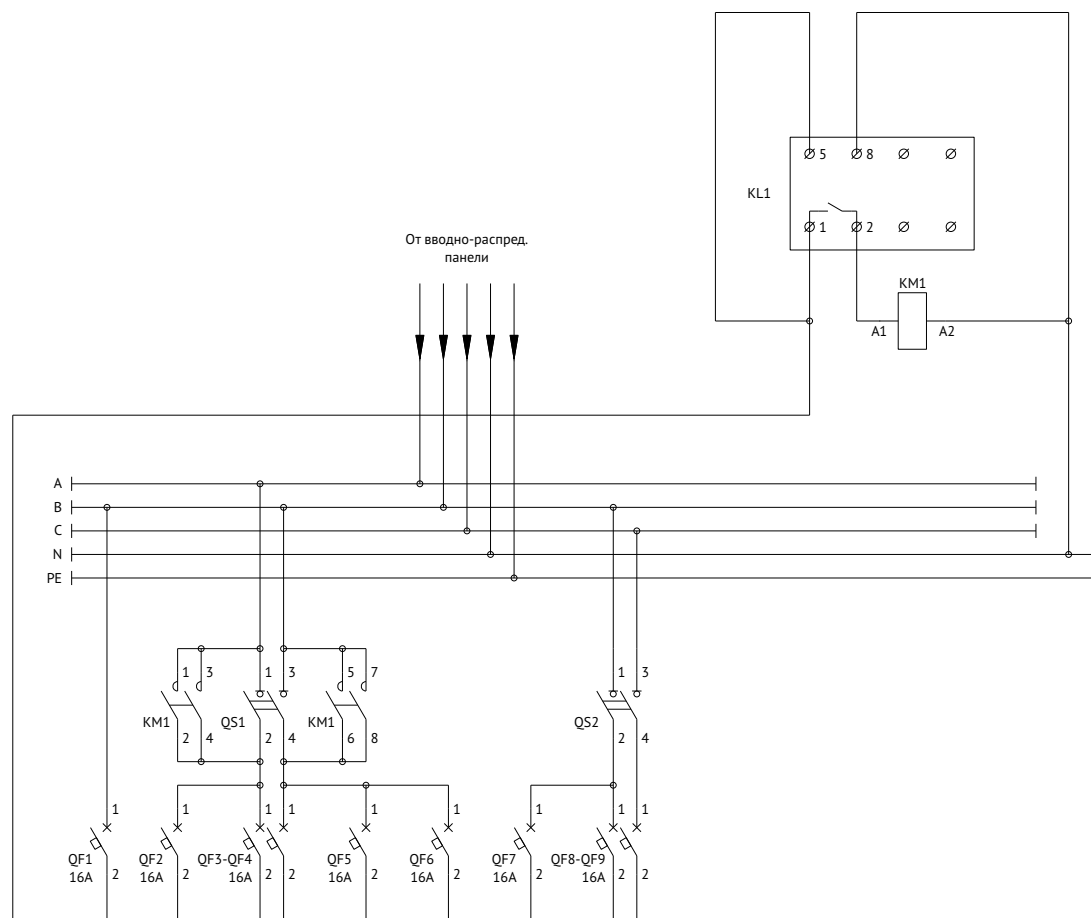 5 8
KL1
1 2
От вводно-распред.
панели
KM1
A1 A2
A
B
C
N
PE
1 3 1 3 5 7 1 3
KM1 QS1 KM1 QS2
2 4 2 4 6 8 2 4
1 1 1 1 1 1 1 1 1
QF1 QF2 QF3-QF4 QF5 QF6 QF7 QF8-QF9
16A 2 16A 2 16A 2 2 16A 2 16A 2 16A 2 16A 2 2